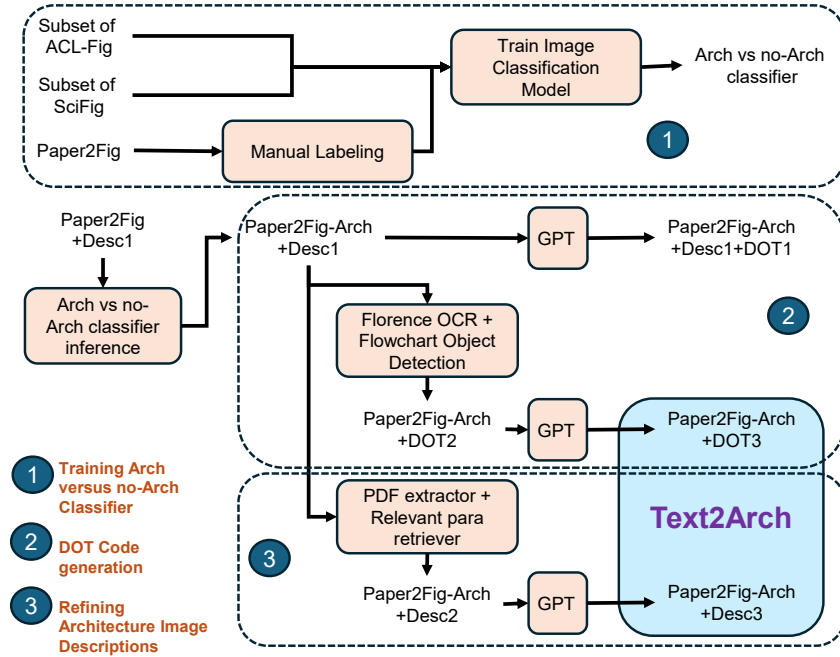 Subset of
ACL-Fig
Subset of
SciFig
Paper2Fig
Manual Labeling
Train Image
Classification
Model
Arch vs no-Arch
classifier
1
Paper2Fig
+Desc1
Arch vs no-
Arch classifier
inference
Paper2Fig-Arch
+Desc1
GPT
Paper2Fig-Arch
+Desc1+DOT1
Florence OCR +
Flowchart Object
Detection
2
Paper2Fig-Arch
+DOT2
GPT
Paper2Fig-Arch
+DOT3
PDF extractor +
Relevant para
retriever
3
Text2Arch
Paper2Fig-Arch
+Desc2
GPT
Paper2Fig-Arch
+Desc3
1
Training Arch
versus no-Arch
Classifier
2
DOT Code
generation
3
Refining
Architecture Image
Descriptions